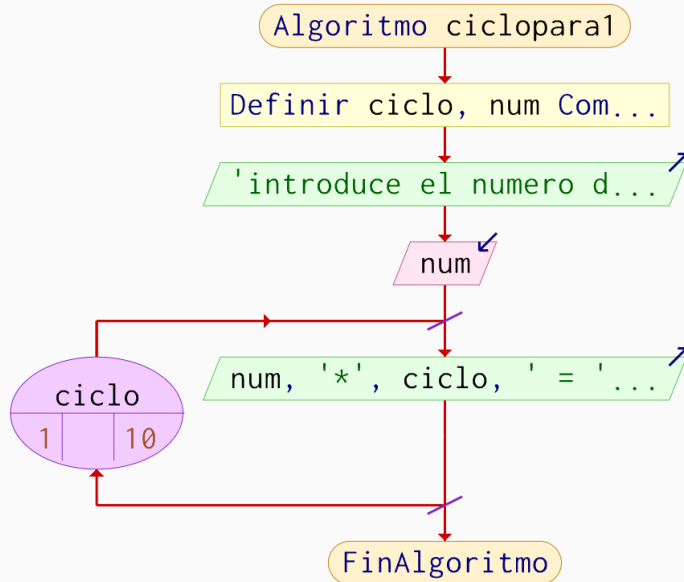 Algoritmo ciclopara1
Definir ciclo, num Com...
'introduce el numero d...
num
ciclo
1 10
num, '*', ciclo, ' = '...
FinAlgoritmo